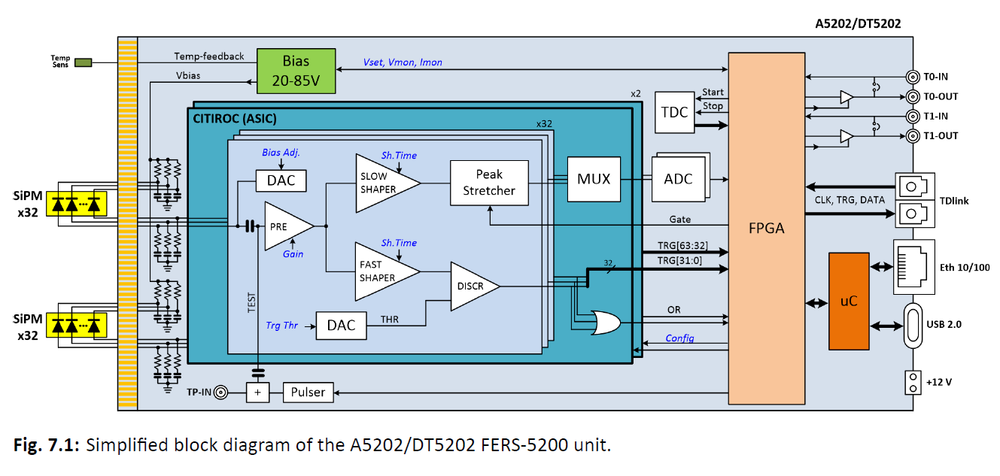 A5202/DT5202
Temp
Sens
Temp-feedback
Vbias
Bias
20-85V
Vset, Vmon, Imon
x2
CITIROC (ASIC)
x32
Bias Adj.
DAC
SLOW
SHAPER
Sh.Time
Peak
Stretcher
MUX
ADC
TDC
Start
Stop
FPGA
T0-IN
T0-OUT
T1-IN
T1-OUT
CLK, TRG, DATA
TDlink
SiPM
x32
PRE
Gain
Gate
Sh.Time
FAST
SHAPER
DISCR
32
TRG[63:32]
TRG[31:0]
TEST
Trg Thr
DAC
THR
OR
Config
uC
Eth 10/100
USB 2.0
+12 V
SiPM
x32
TP-IN
+
Pulser
Fig. 7.1: Simplified block diagram of the A5202/DT5202 FERS-5200 unit.